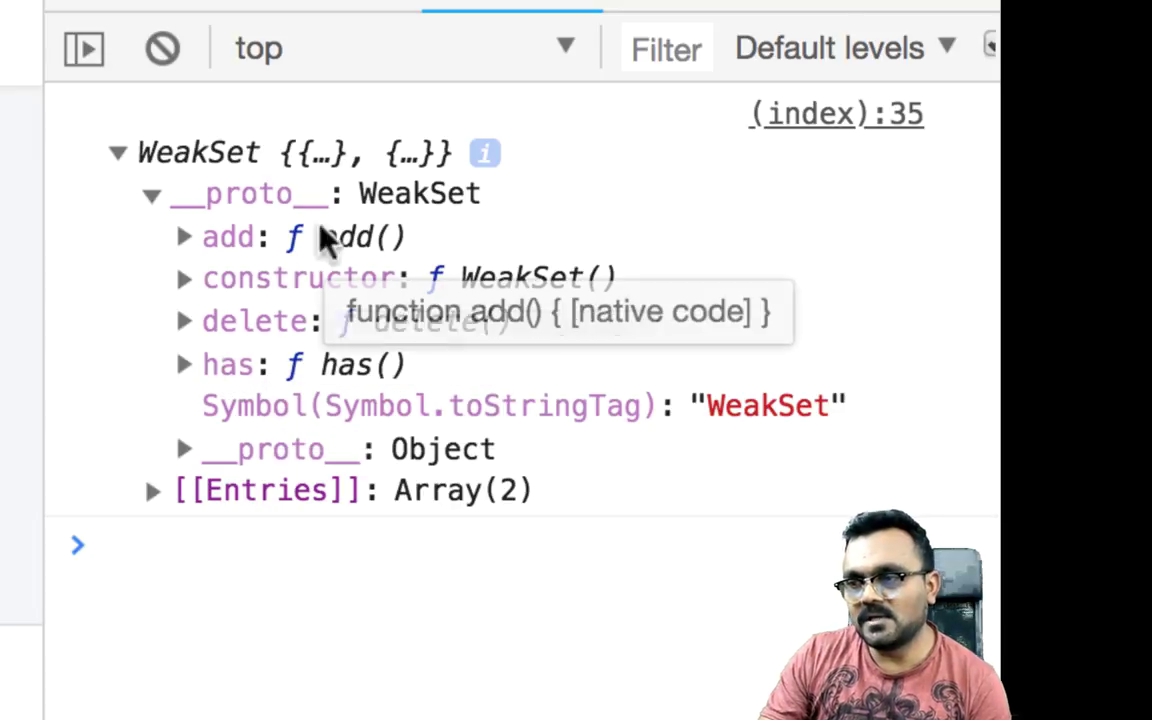 top Filter Default levels
(index):35
WeakSet {{…}, {…}} i
__proto__: WeakSet
add: ƒ add()
constructor: ƒ WeakSet()
function add() { [native code] }
delete: ƒ delete()
has: ƒ has()
Symbol(Symbol.toStringTag): "WeakSet"
__proto__: Object
[[Entries]]: Array(2)